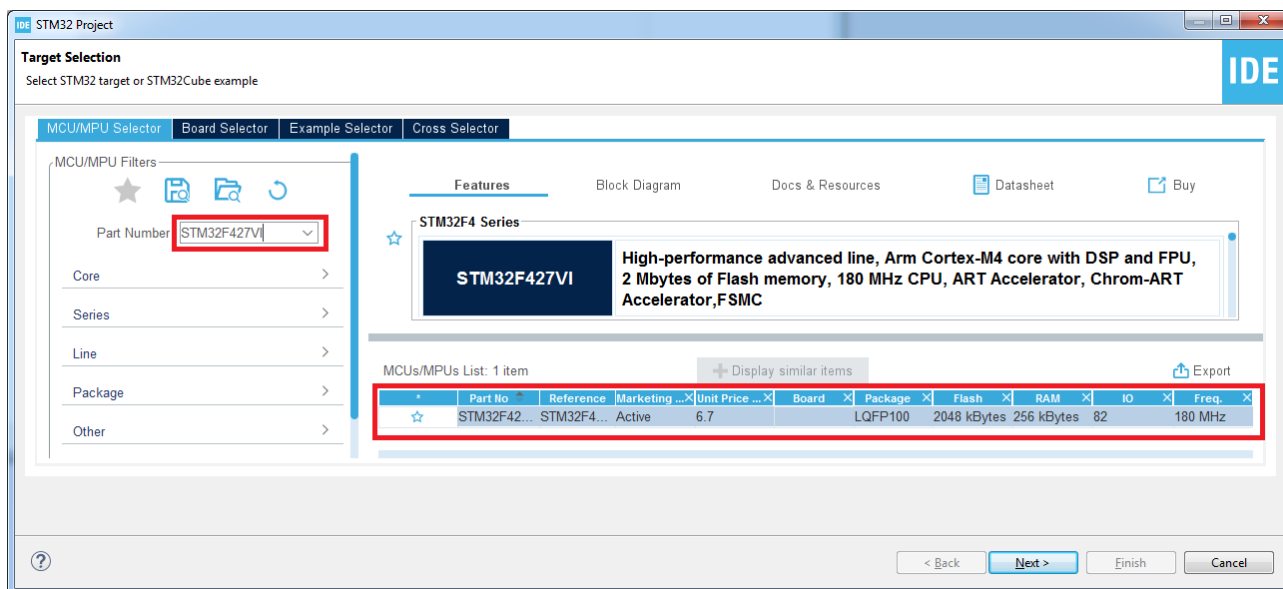 IDE STM32 Project
Target Selection
Select STM32 target or STM32Cube example
IDE
MCU/MPU Selector Board Selector Example Selector Cross Selector
MCU/MPU Filters
Features Block Diagram Docs & Resources Datasheet Buy
Part Number STM32F427VI
STM32F4 Series
STM32F427VI
High-performance advanced line, Arm Cortex-M4 core with DSP and FPU,
2 Mbytes of Flash memory, 180 MHz CPU, ART Accelerator, Chrom-ART
Accelerator,FSMC
Core
Series
Line
Package
Other
MCUs/MPUs List: 1 item + Display similar items Export
* Part No Reference Marketing ... Unit Price ... Board Package Flash RAM IO Freq.
STM32F42... STM32F4... Active 6.7 LQFP100 2048 kBytes 256 kBytes 82 180 MHz
? < Back Next > Finish Cancel